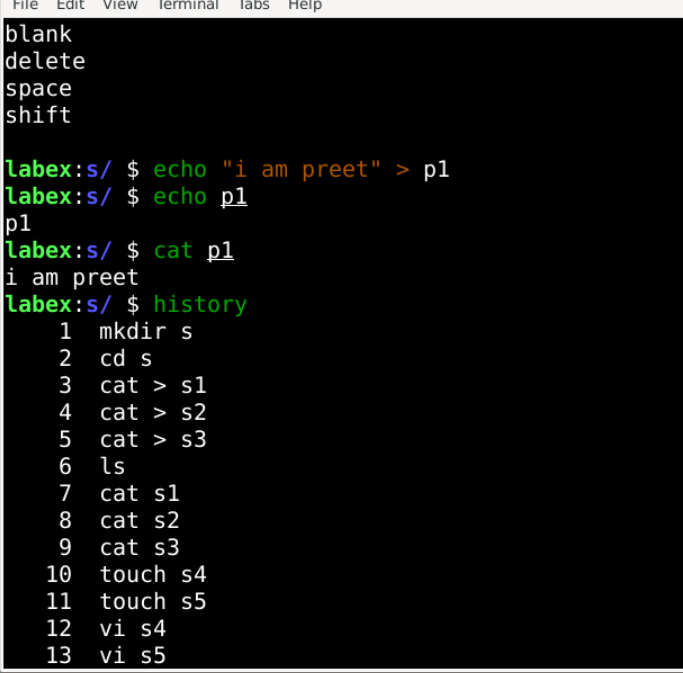 File Edit View Terminal Tabs Help
blank
delete
space
shift
labex:s/ $ echo "i am preet" > p1
labex:s/ $ echo p1
p1
labex:s/ $ cat p1
i am preet
labex:s/ $ history
1 mkdir s
2 cd s
3 cat > s1
4 cat > s2
5 cat > s3
6 ls
7 cat s1
8 cat s2
9 cat s3
10 touch s4
11 touch s5
12 vi s4
13 vi s5